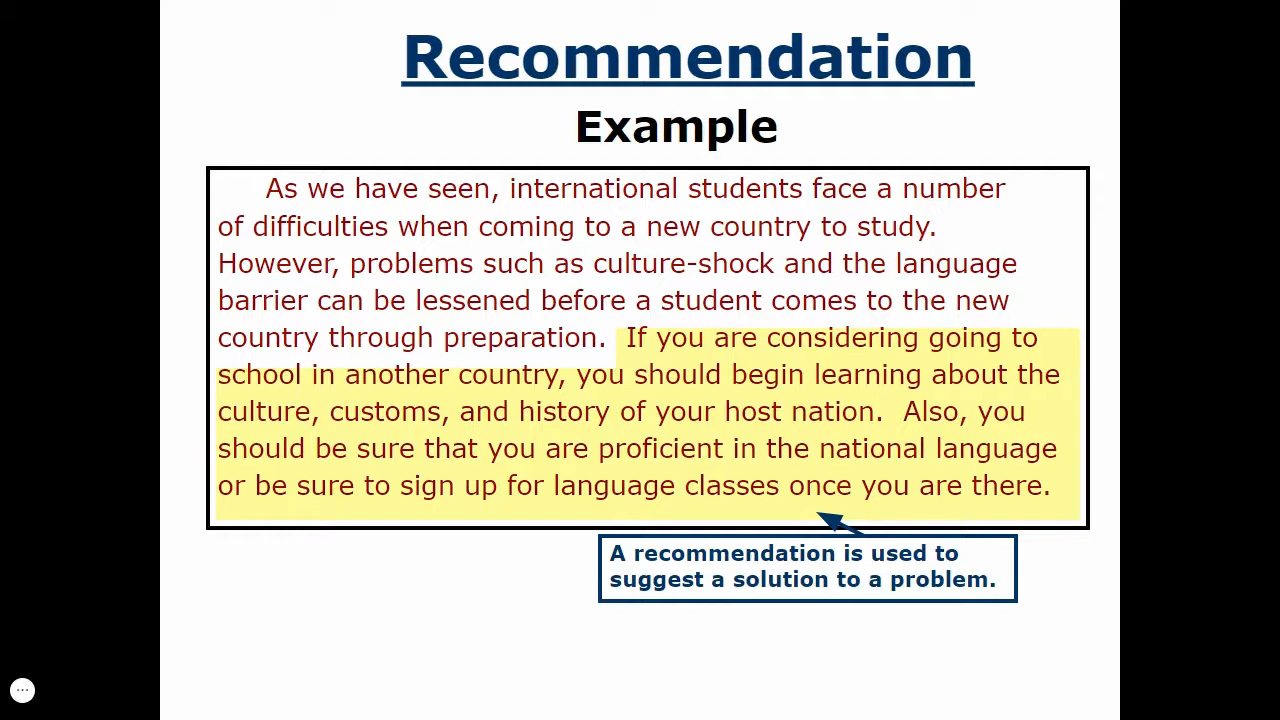 Recommendation
Example
As we have seen, international students face a number
of difficulties when coming to a new country to study.
However, problems such as culture-shock and the language
barrier can be lessened before a student comes to the new
country through preparation.  If you are considering going to
school in another country, you should begin learning about the
culture, customs, and history of your host nation.  Also, you
should be sure that you are proficient in the national language
or be sure to sign up for language classes once you are there.
A recommendation is used to
suggest a solution to a problem.